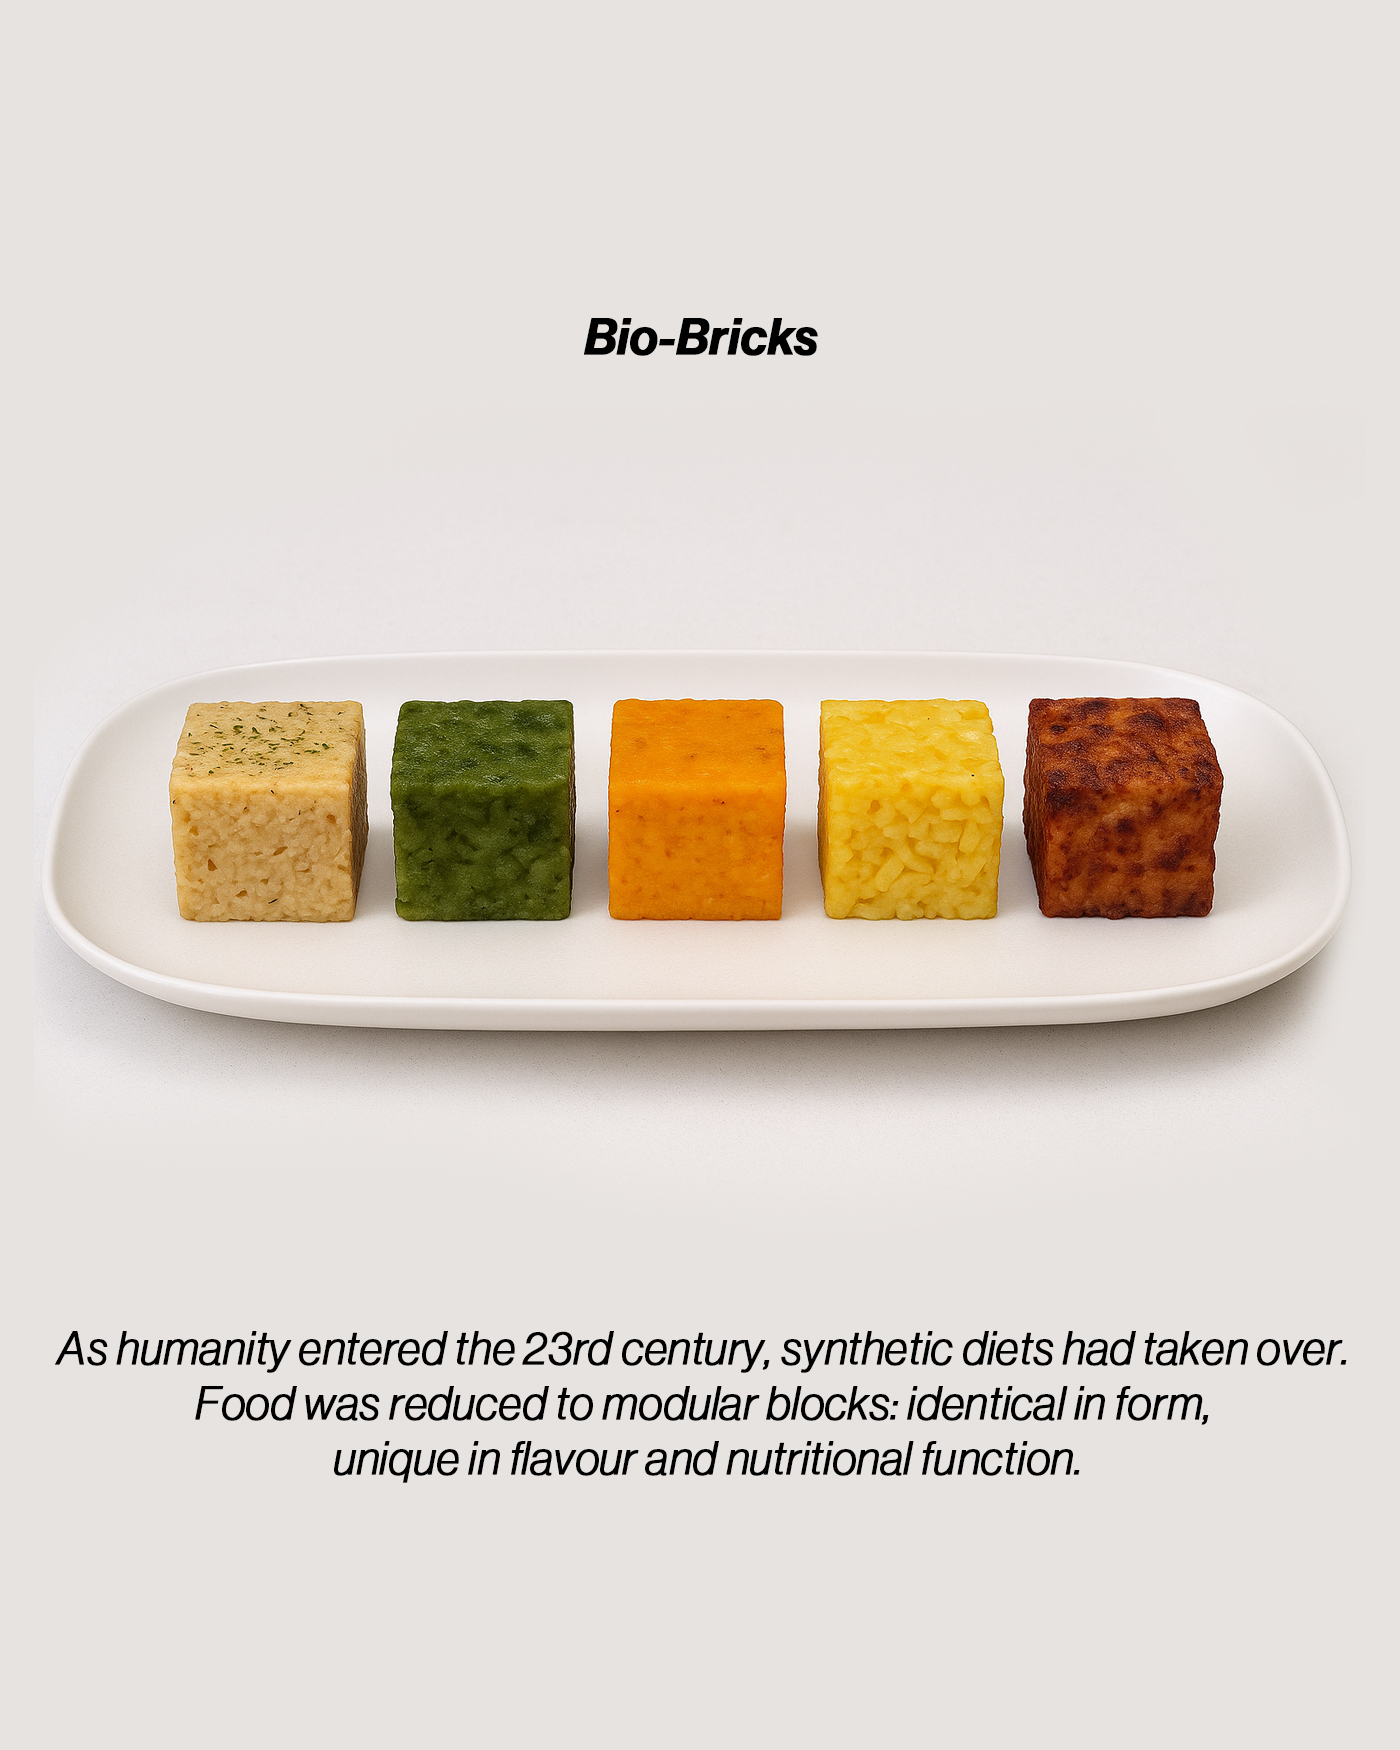 Bio-Bricks
As humanity entered the 23rd century, synthetic diets had taken over.
Food was reduced to modular blocks: identical in form,
unique in flavour and nutritional function.